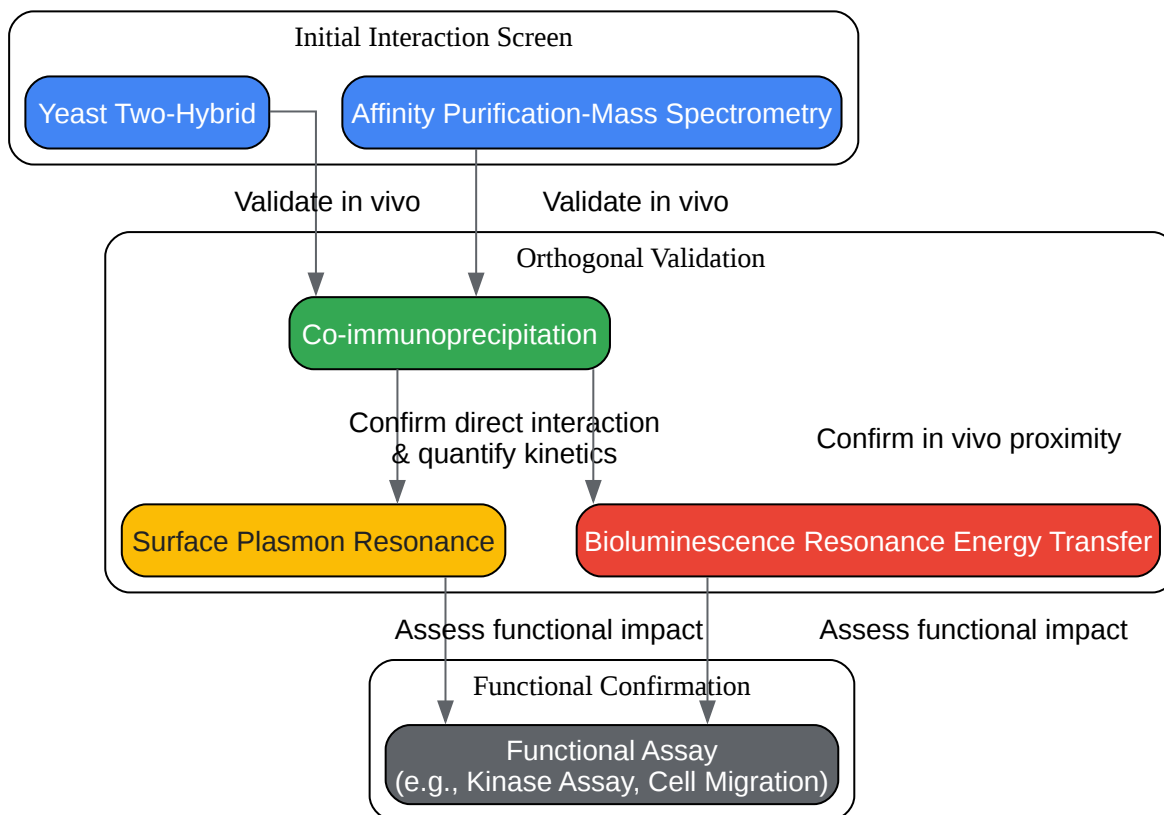 Initial Interaction Screen
Yeast Two-Hybrid
Affinity Purification-Mass Spectrometry
Validate in vivo
Validate in vivo
Orthogonal Validation
Co-immunoprecipitation
Confirm direct interaction
& quantify kinetics
Confirm in vivo proximity
Surface Plasmon Resonance
Bioluminescence Resonance Energy Transfer
Assess functional impact
Assess functional impact
Functional Confirmation
Functional Assay
(e.g., Kinase Assay, Cell Migration)